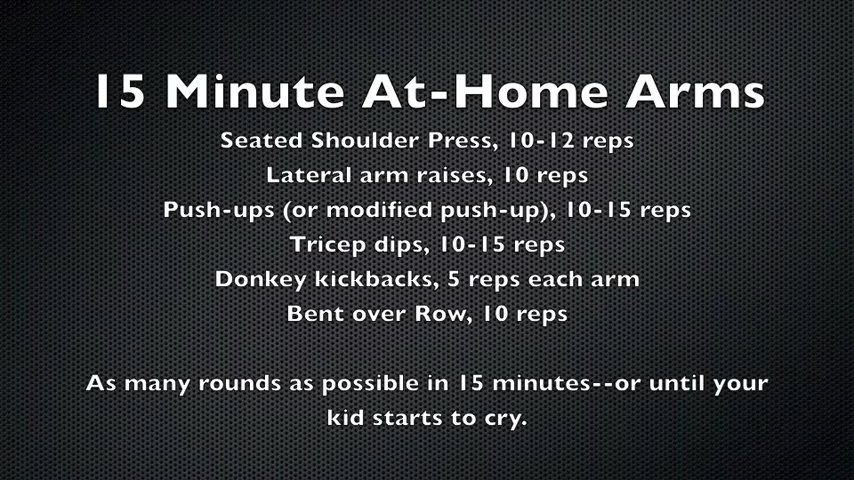 15 Minute At-Home Arms
Seated Shoulder Press, 10-12 reps
Lateral arm raises, 10 reps
Push-ups (or modified push-up), 10-15 reps
Tricep dips, 10-15 reps
Donkey kickbacks, 5 reps each arm
Bent over Row, 10 reps
As many rounds as possible in 15 minutes--or until your
kid starts to cry.